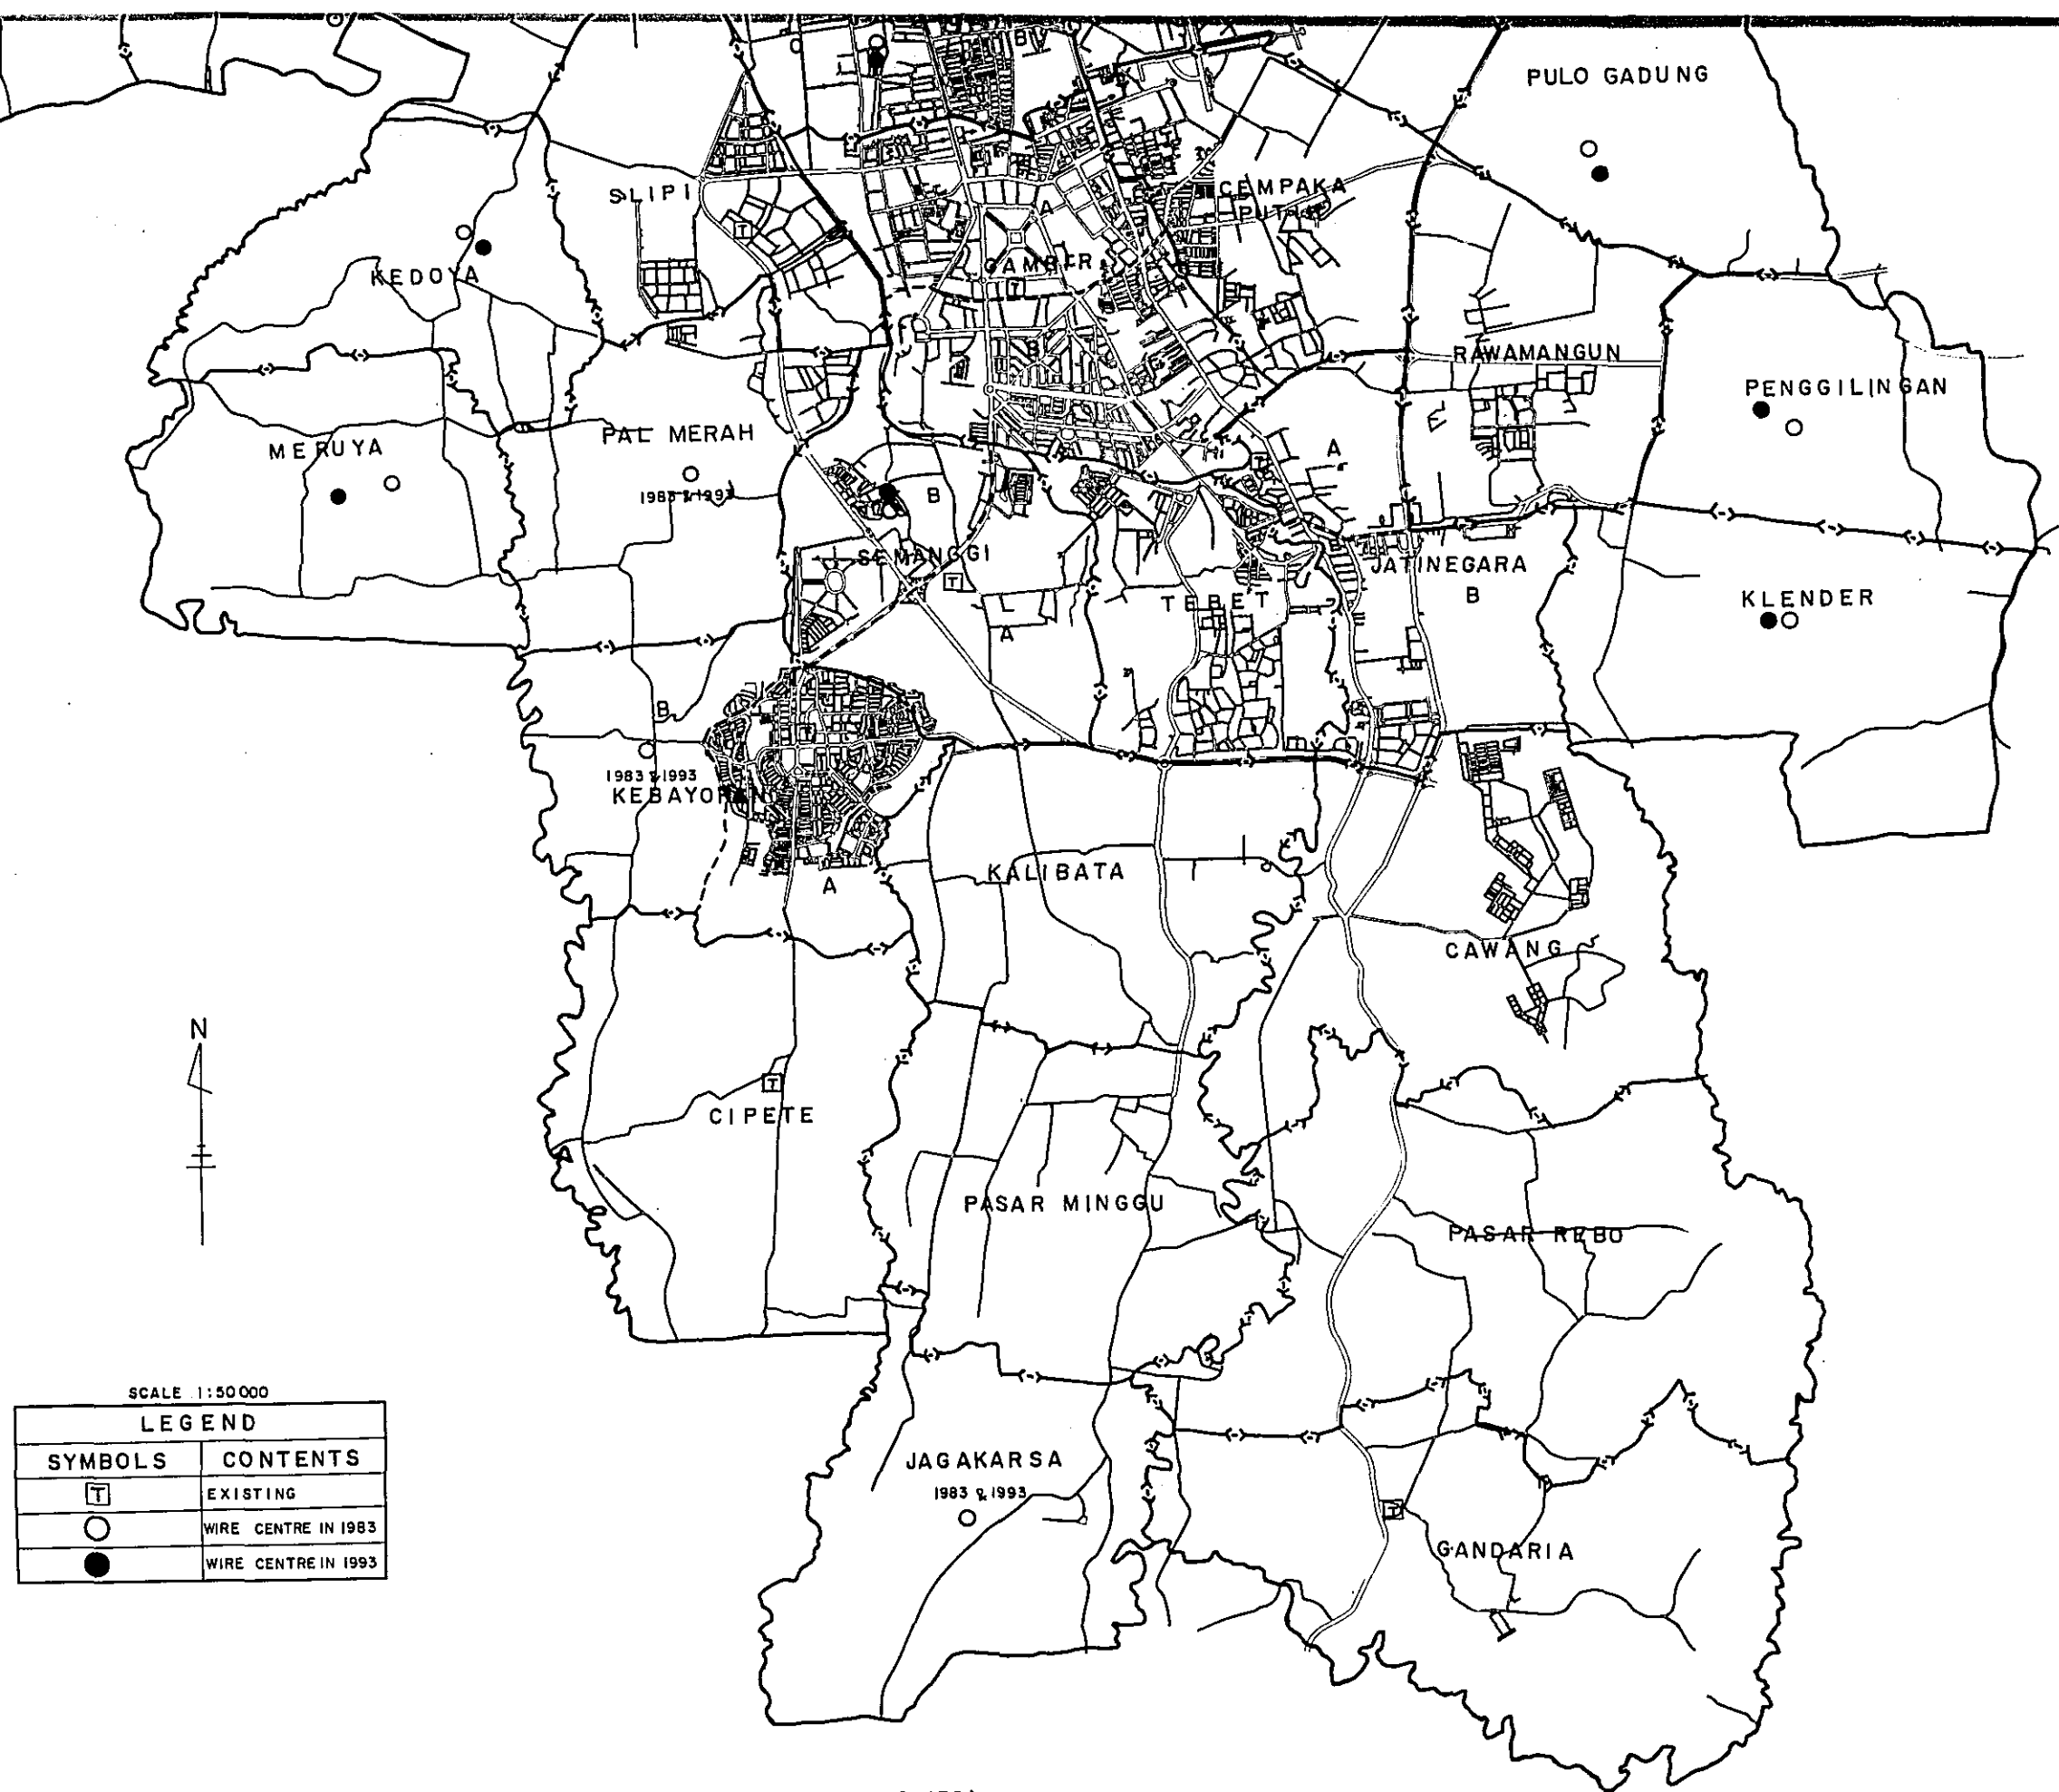 B
PULO GADUNG
SLIPI
CEMPAKA
PUTIH
A
GAMBIR
T
T
KEDOYA
B
RAWAMANGUN
PENGGILINGAN
PAL MERAH
MERUYA
A
T
1983 & 1993
B
SEMANGGI
T
JATINEGARA
B
TEBET
KLENDER
A
B
T
T
1983 & 1993
KEBAYORAN
KALIBATA
A
CAWANG
N
T
CIPETE
PASAR MINGGU
PASAR REBO
SCALE 1:50000
LEGEND
SYMBOLS CONTENTS
T EXISTING
WIRE CENTRE IN 1983
WIRE CENTRE IN 1993
JAGAKARSA
1983 & 1993
T
GANDARIA